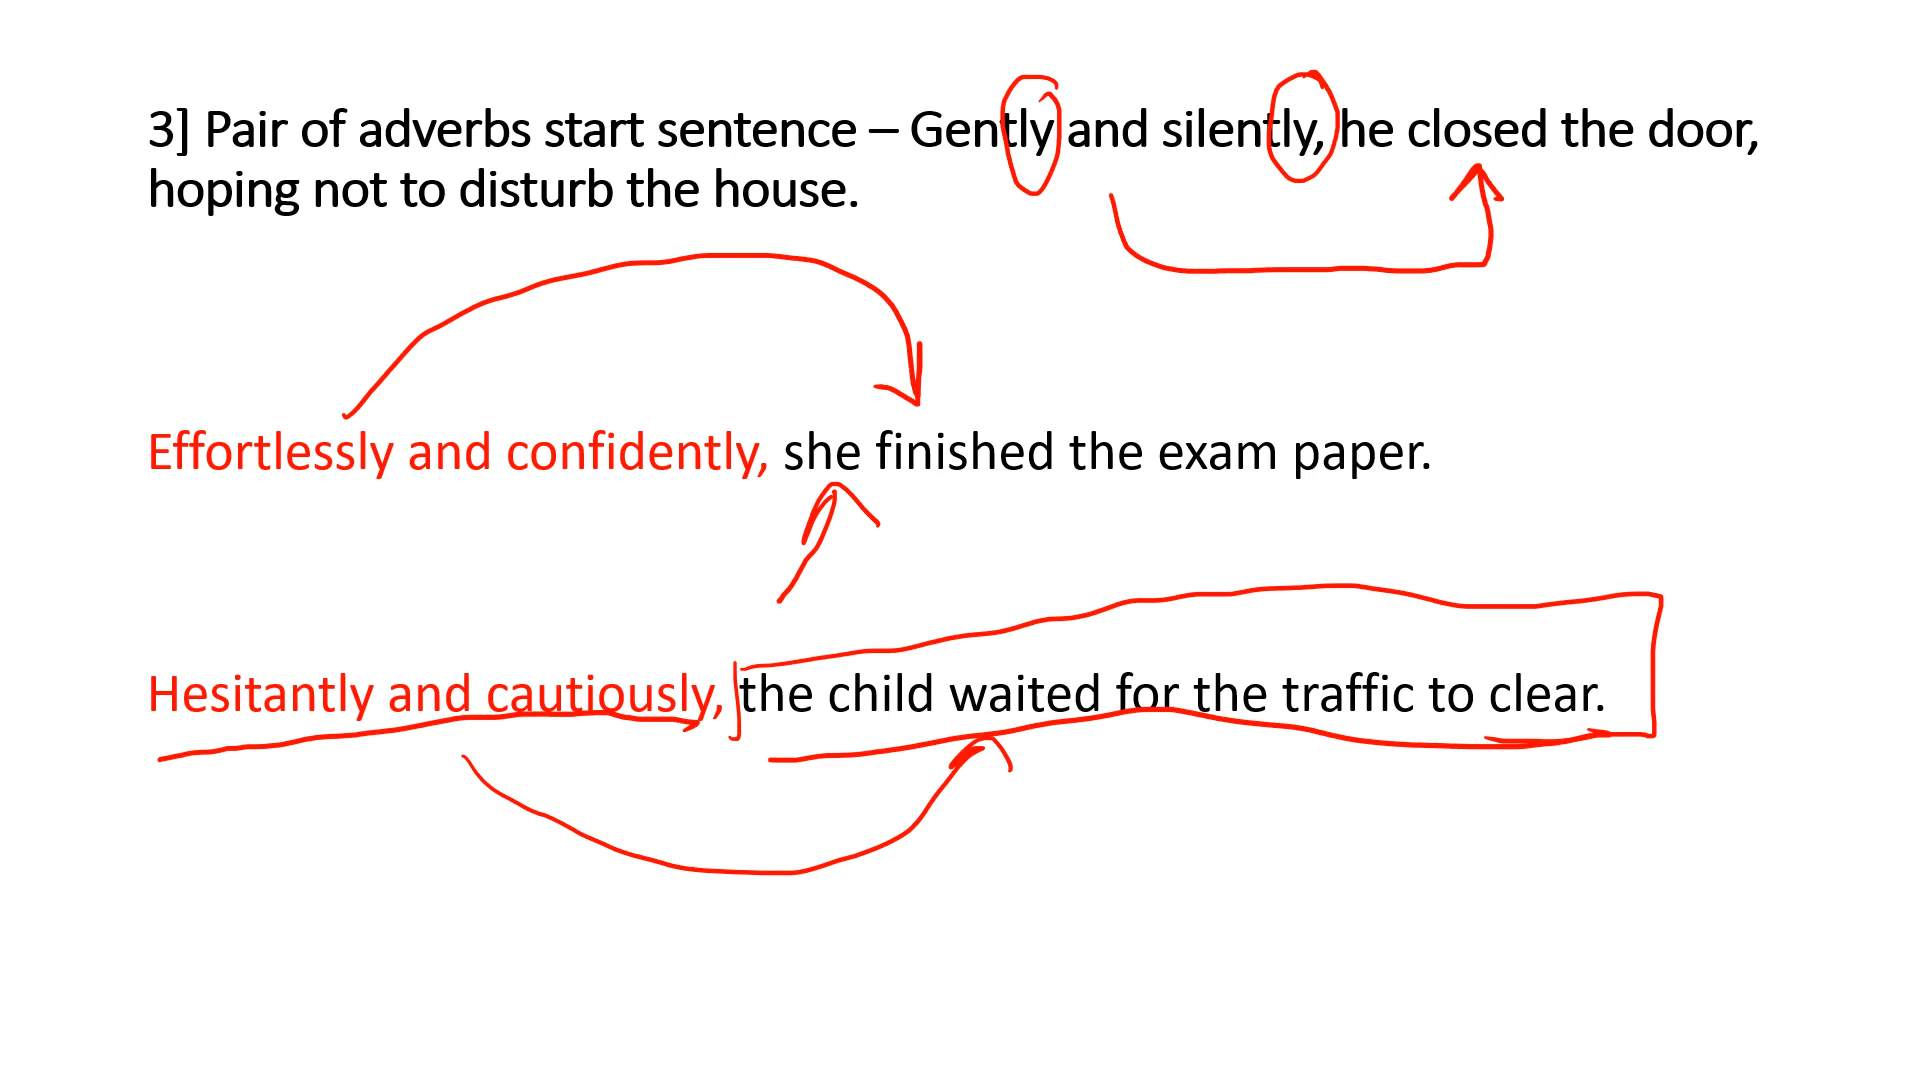 3] Pair of adverbs start sentence – Gently and silently, he closed the door,
hoping not to disturb the house.
Effortlessly and confidently, she finished the exam paper.
Hesitantly and cautiously, the child waited for the traffic to clear.